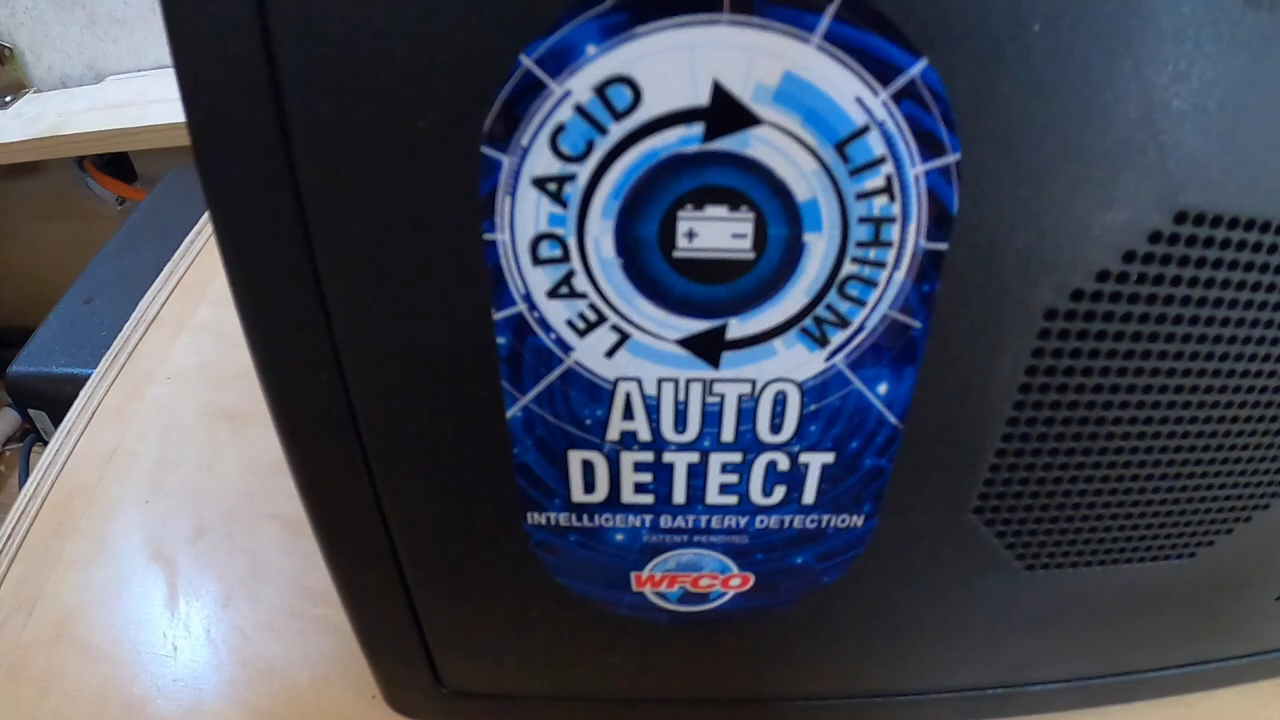 LEAD-ACID
LITHIUM
+ -
AUTO
DETECT
INTELLIGENT BATTERY DETECTION
PATENT PENDING
WFCO